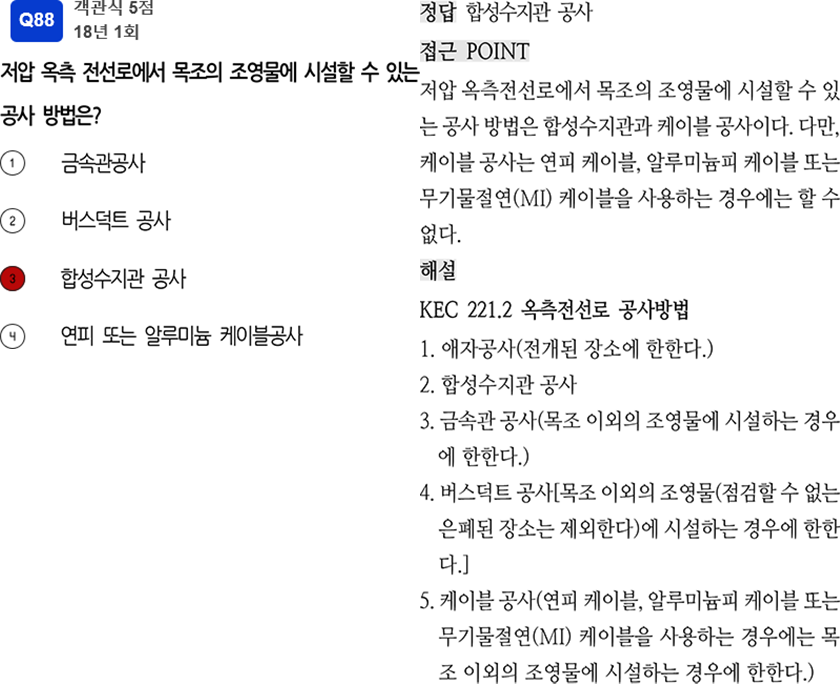 Q88
객관식 5점
18년 1회
저압 옥측 전선로에서 목조의 조영물에 시설할 수 있는
공사 방법은?
1 금속관공사
2 버스덕트 공사
3 합성수지관 공사
4 연피 또는 알루미늄 케이블공사
정답 합성수지관 공사
접근 POINT
저압 옥측전선로에서 목조의 조영물에 시설할 수 있
는 공사 방법은 합성수지관과 케이블 공사이다. 다만,
케이블 공사는 연피 케이블, 알루미늄피 케이블 또는
무기물절연(MI) 케이블을 사용하는 경우에는 할 수
없다.
해설
KEC 221.2 옥측전선로 공사방법
1. 애자공사(전개된 장소에 한한다.)
2. 합성수지관 공사
3. 금속관 공사(목조 이외의 조영물에 시설하는 경우
에 한한다.)
4. 버스덕트 공사[목조 이외의 조영물(점검할 수 없는
은폐된 장소는 제외한다)에 시설하는 경우에 한한
다.]
5. 케이블 공사(연피 케이블, 알루미늄피 케이블 또는
무기물절연(MI) 케이블을 사용하는 경우에는 목
조 이외의 조영물에 시설하는 경우에 한한다.)